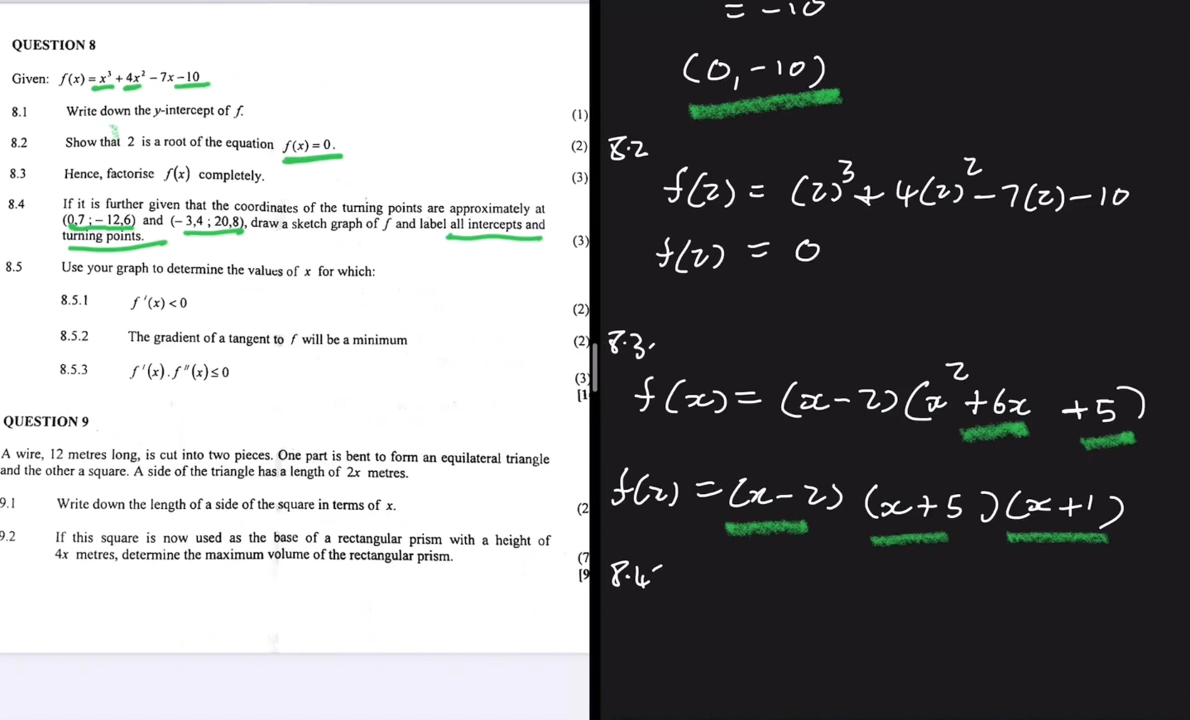 QUESTION 8
Given: f(x) = x³ + 4x² − 7x − 10
8.1 Write down the y-intercept of f. (1)
8.2 Show that 2 is a root of the equation f(x) = 0. (2)
8.3 Hence, factorise f(x) completely. (3)
8.4 If it is further given that the coordinates of the turning points are approximately at
(0,7 ; − 12,6) and (− 3,4 ; 20,8), draw a sketch graph of f and label all intercepts and
turning points. (3)
8.5 Use your graph to determine the values of x for which:
8.5.1 f '(x) < 0 (2)
8.5.2 The gradient of a tangent to f will be a minimum (2)
8.5.3 f '(x) . f "(x) ≤ 0 (3)
[1
QUESTION 9
A wire, 12 metres long, is cut into two pieces. One part is bent to form an equilateral triangle
and the other a square. A side of the triangle has a length of 2x metres.
9.1 Write down the length of a side of the square in terms of x. (2
9.2 If this square is now used as the base of a rectangular prism with a height of
4x metres, determine the maximum volume of the rectangular prism. (7
[9
= −10
(0, −10)
8.2
f(2) = (2)³ + 4(2)² − 7(2) − 10
f(2) = 0
8.3.
f(x) = (x − 2)(x² + 6x + 5)
f(2) = (x − 2) (x + 5)(x + 1)
8.4